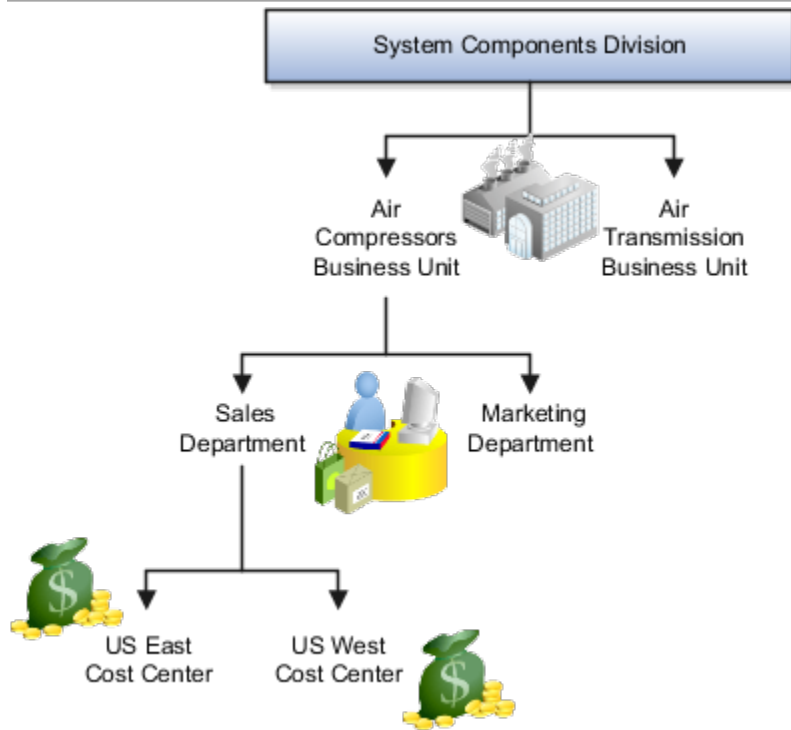 System Components Division
Air
Compressors
Business Unit
Air
Transmission
Business Unit
Sales
Department
Marketing
Department
US East
Cost Center
US West
Cost Center
$
$